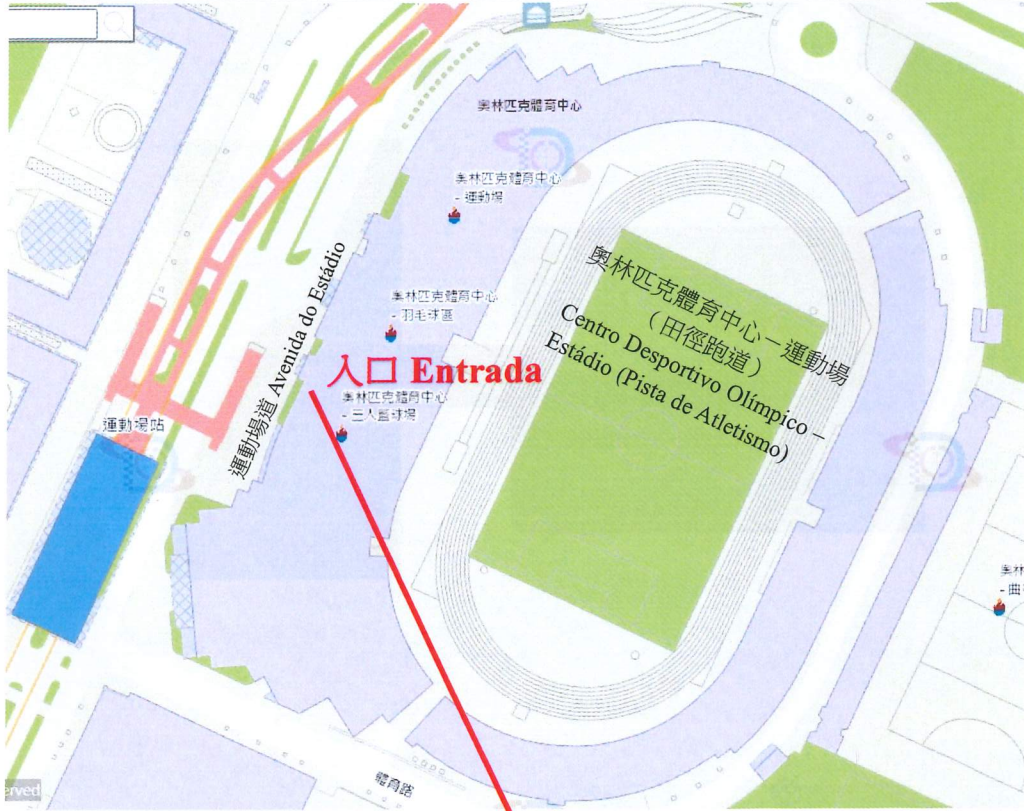 奧林匹克體育中心
奧林匹克體育中心
- 運動場
奧林匹克體育中心
- 羽毛球區
運動場道 Avenida do Estádio
入口 Entrada
奧林匹克體育中心
- 三人籃球場
奧林匹克體育中心－運動場
（田徑跑道）
Centro Desportivo Olímpico –
Estádio (Pista de Atletismo)
運動場站
奧林
- 曲
體育路
erved